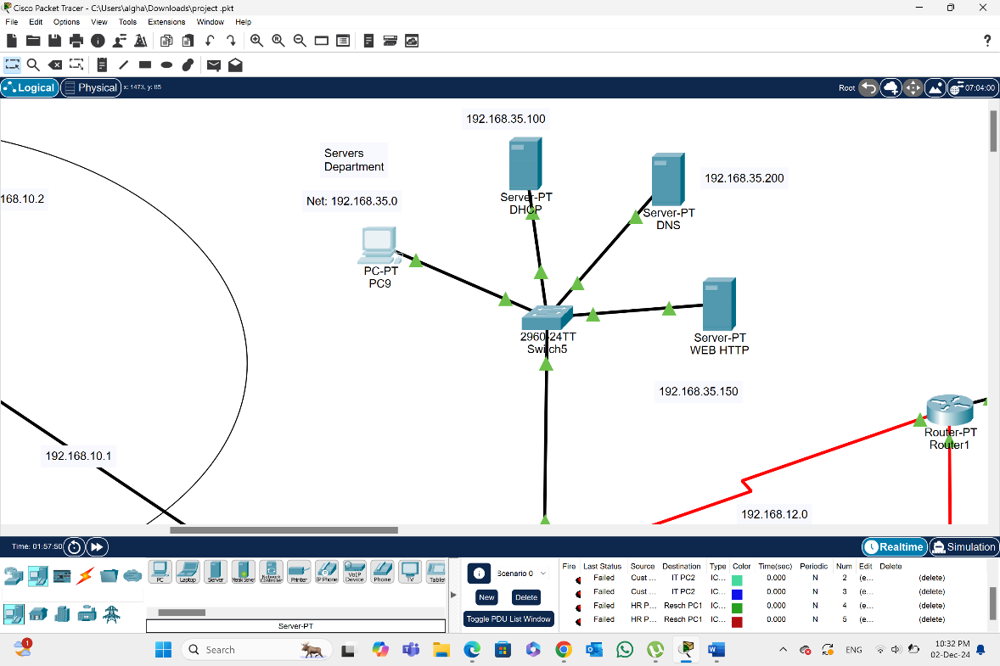 Cisco Packet Tracer - C:\Users\algha\Downloads\project .pkt
File Edit Options View Tools Extensions Window Help
?
Logical Physical x: 1473, y: 85 Root 07:04:00
192.168.35.100
Servers
Department
192.168.35.200
168.10.2
Net: 192.168.35.0
Server-PT
DHCP
Server-PT
DNS
PC-PT
PC9
2960-24TT
Switch5
Server-PT
WEB HTTP
192.168.35.150
Router-PT
Router1
192.168.10.1
192.168.12.0
Time: 01:57:50 Realtime Simulation
PC Laptop Server Meraki Server Network Controller Printer IP Phone VoIP Device Phone TV Tablet
Server-PT
Scenario 0
New Delete
Toggle PDU List Window
Fire Last Status Source Destination Type Color Time(sec) Periodic Num Edit Delete
Failed Cust ... IT PC2 IC... 0.000 N 2 (e... (delete)
Failed Cust ... IT PC2 IC... 0.000 N 3 (e... (delete)
Failed HR P... Resch PC1 IC... 0.000 N 4 (e... (delete)
Failed HR P... Resch PC1 IC... 0.000 N 5 (e... (delete)
1 Search ENG 10:32 PM
02-Dec-24